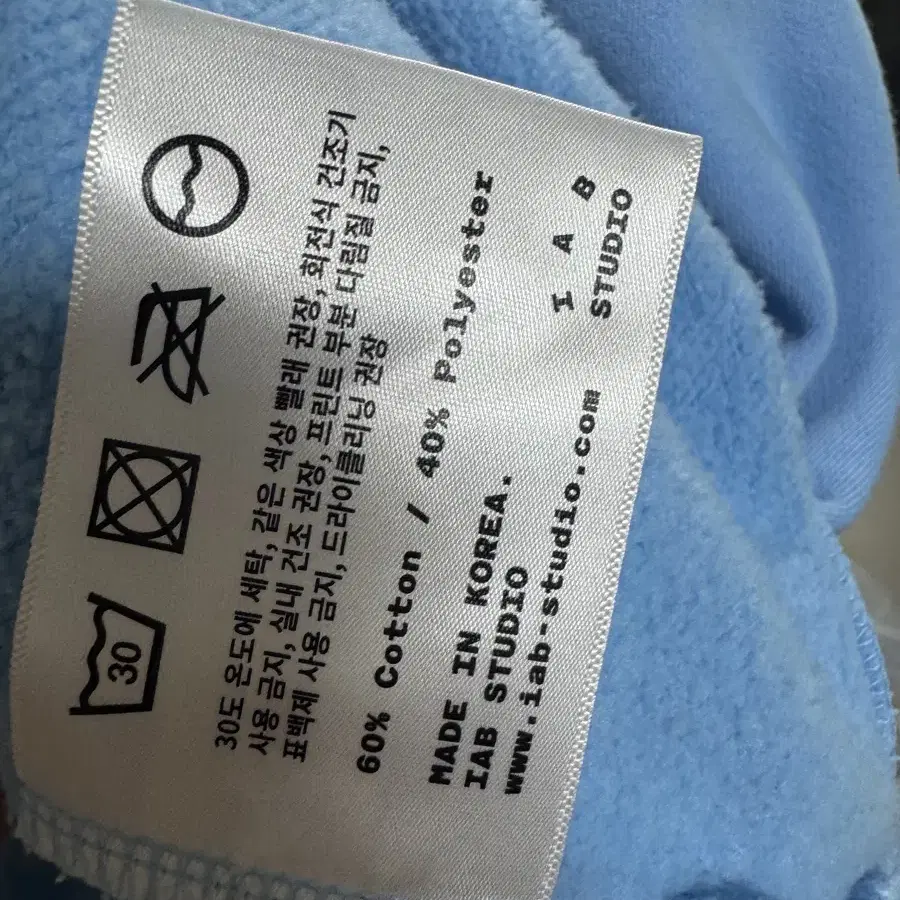 30
30도 온도에 세탁, 같은 색상 빨래 권장, 회전식 건조기
사용 금지, 실내 건조 권장, 프린트 부분 다림질 금지,
표백제 사용 금지, 드라이클리닝 권장
60% Cotton / 40% Polyester
MADE IN KOREA.
IAB STUDIO
www.iab-studio.com
I A B
STUDIO